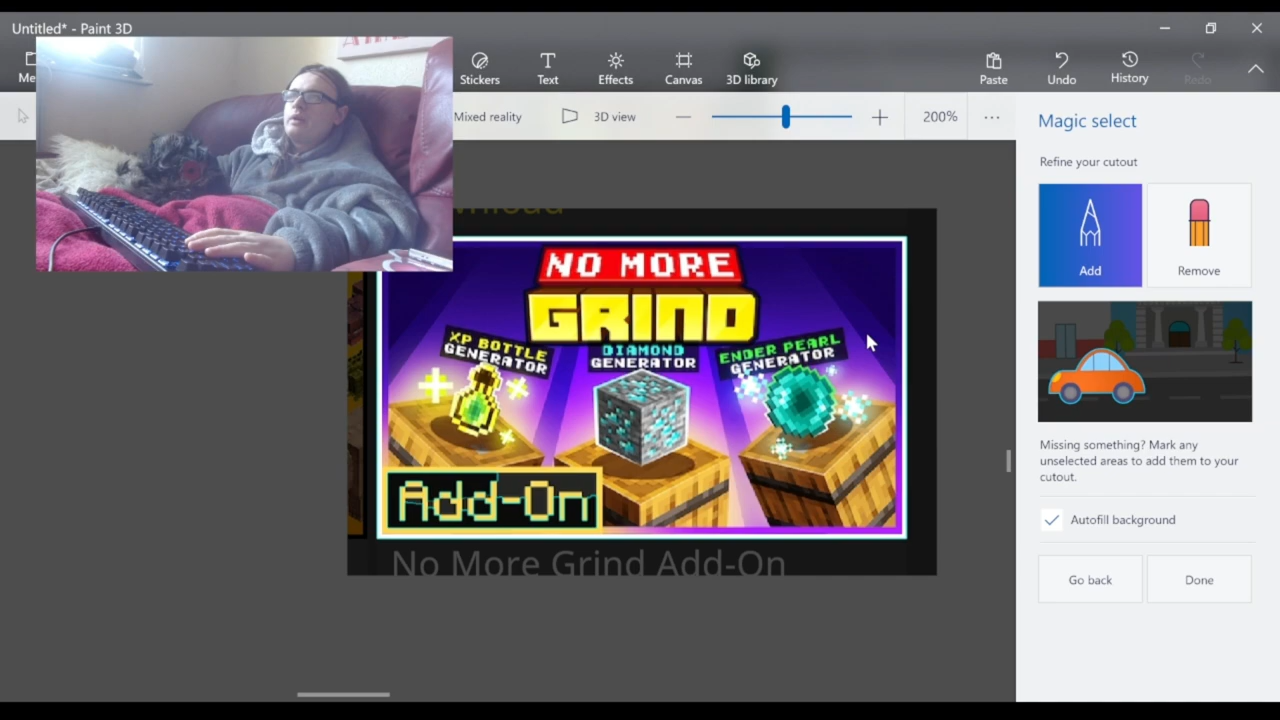 Untitled* - Paint 3D
Me
Stickers
Text
Effects
Canvas
3D library
Paste
Undo
History
Redo
Mixed reality
3D view
200%
Magic select
Refine your cutout
Add
Remove
Missing something? Mark any
unselected areas to add them to your
cutout.
Autofill background
Go back
Done
NO MORE
GRIND
XP BOTTLE
GENERATOR
DIAMOND
GENERATOR
ENDER PEARL
GENERATOR
Add-On
No More Grind Add-On